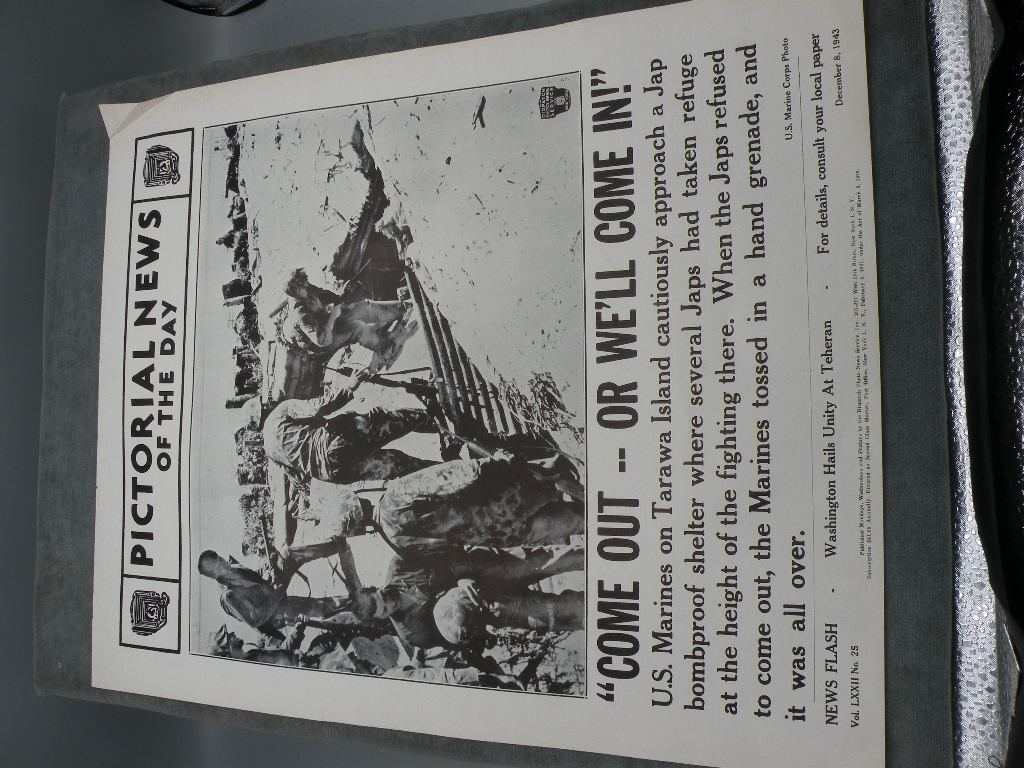 PICTORIAL NEWS
OF THE DAY
"COME OUT -- OR WE'LL COME IN!"
U.S. Marines on Tarawa Island cautiously approach a Jap
bombproof shelter where several Japs had taken refuge
at the height of the fighting there. When the Japs refused
to come out, the Marines tossed in a hand grenade, and
it was all over.
U.S. Marine Corps Photo
NEWS FLASH - Washington Hails Unity At Teheran - For details, consult your local paper
Vol. LXXII No. 25
December 8, 1943